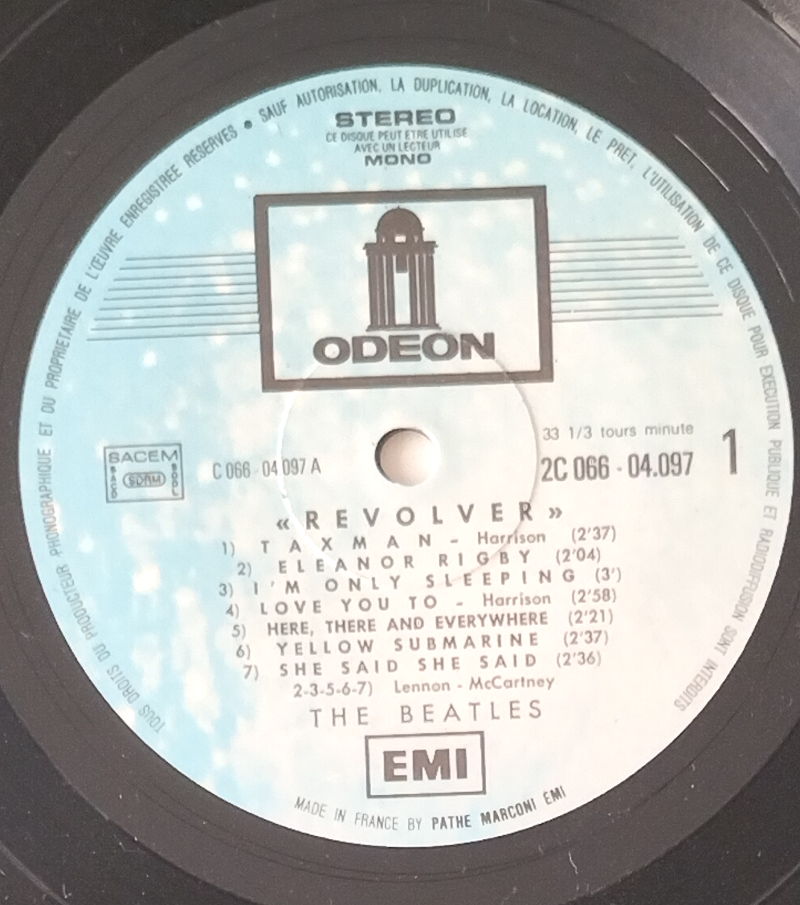 TOUS DROITS DU PRODUCTEUR PHONOGRAPHIQUE ET DU PROPRIETAIRE DE L'ŒUVRE ENREGISTREE RESERVES • SAUF AUTORISATION, LA DUPLICATION, LA LOCATION, LE PRET, L'UTILISATION DE CE DISQUE POUR EXECUTION PUBLIQUE ET RADIODIFFUSION SONT INTERDITS
STEREO
CE DISQUE PEUT ETRE UTILISE
AVEC UN LECTEUR
MONO
ODEON
SACEM
SACD
SDRM
SGDL
C 066 - 04 097 A
33 1/3 tours minute
2C 066 - 04.097
1
« REVOLVER »
1) TAXMAN - Harrison (2'37)
2) ELEANOR RIGBY (2'04)
3) I'M ONLY SLEEPING (3')
4) LOVE YOU TO - Harrison (2'58)
5) HERE, THERE AND EVERYWHERE (2'21)
6) YELLOW SUBMARINE (2'37)
7) SHE SAID SHE SAID (2'36)
2-3-5-6-7) Lennon - McCartney
THE BEATLES
EMI
MADE IN FRANCE BY PATHE MARCONI EMI